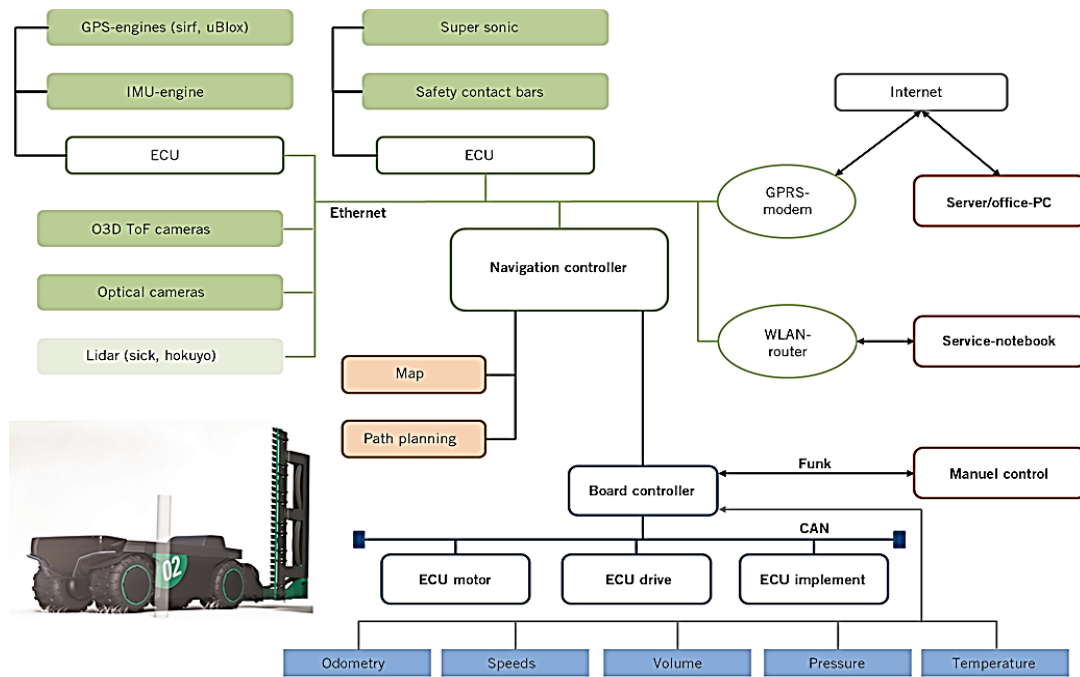 GPS-engines (sirf, uBlox)
Super sonic
IMU-engine
Safety contact bars
Internet
ECU
ECU
GPRS-
modem
Server/office-PC
Ethernet
O3D ToF cameras
Navigation controller
Optical cameras
WLAN-
router
Service-notebook
Lidar (sick, hokuyo)
Map
Path planning
Funk
Manuel control
Board controller
CAN
ECU motor
ECU drive
ECU implement
02
Odometry
Speeds
Volume
Pressure
Temperature